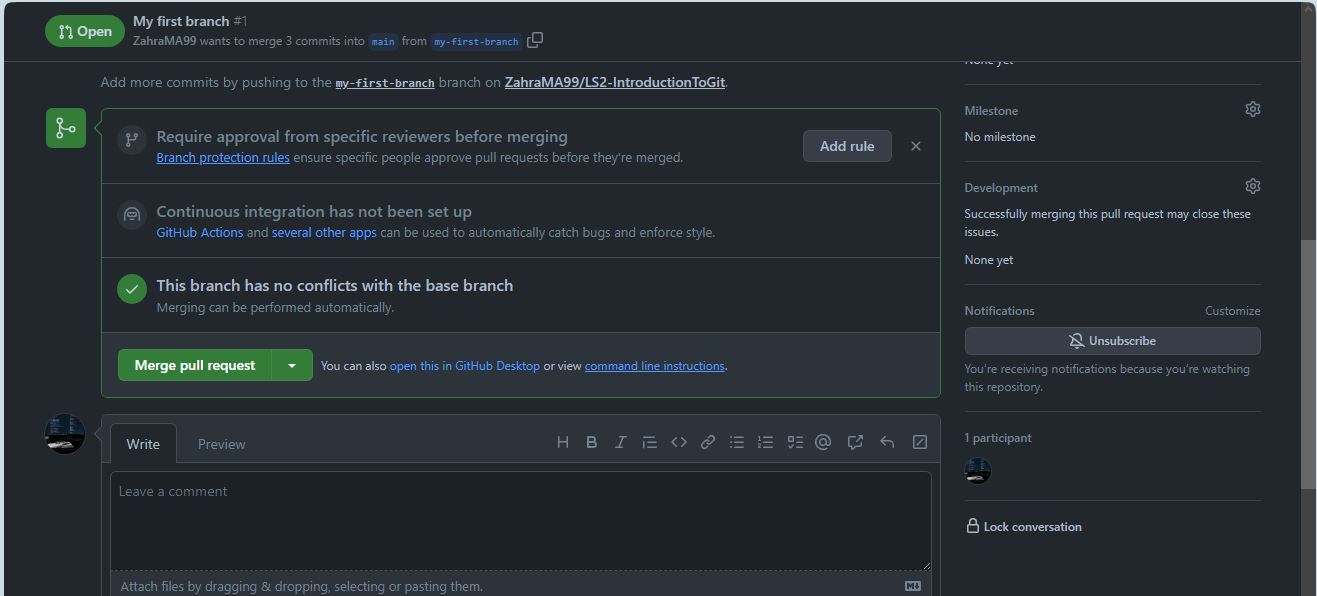 Open
My first branch #1
ZahraMA99 wants to merge 3 commits into main from my-first-branch
Add more commits by pushing to the my-first-branch branch on ZahraMA99/LS2-IntroductionToGit.
Require approval from specific reviewers before merging
Branch protection rules ensure specific people approve pull requests before they're merged.
Add rule
Continuous integration has not been set up
GitHub Actions and several other apps can be used to automatically catch bugs and enforce style.
This branch has no conflicts with the base branch
Merging can be performed automatically.
Merge pull request
You can also open this in GitHub Desktop or view command line instructions.
Write
Preview
Leave a comment
Attach files by dragging & dropping, selecting or pasting them.
None yet
Milestone
No milestone
Development
Successfully merging this pull request may close these
issues.
None yet
Notifications
Customize
Unsubscribe
You're receiving notifications because you're watching
this repository.
1 participant
Lock conversation